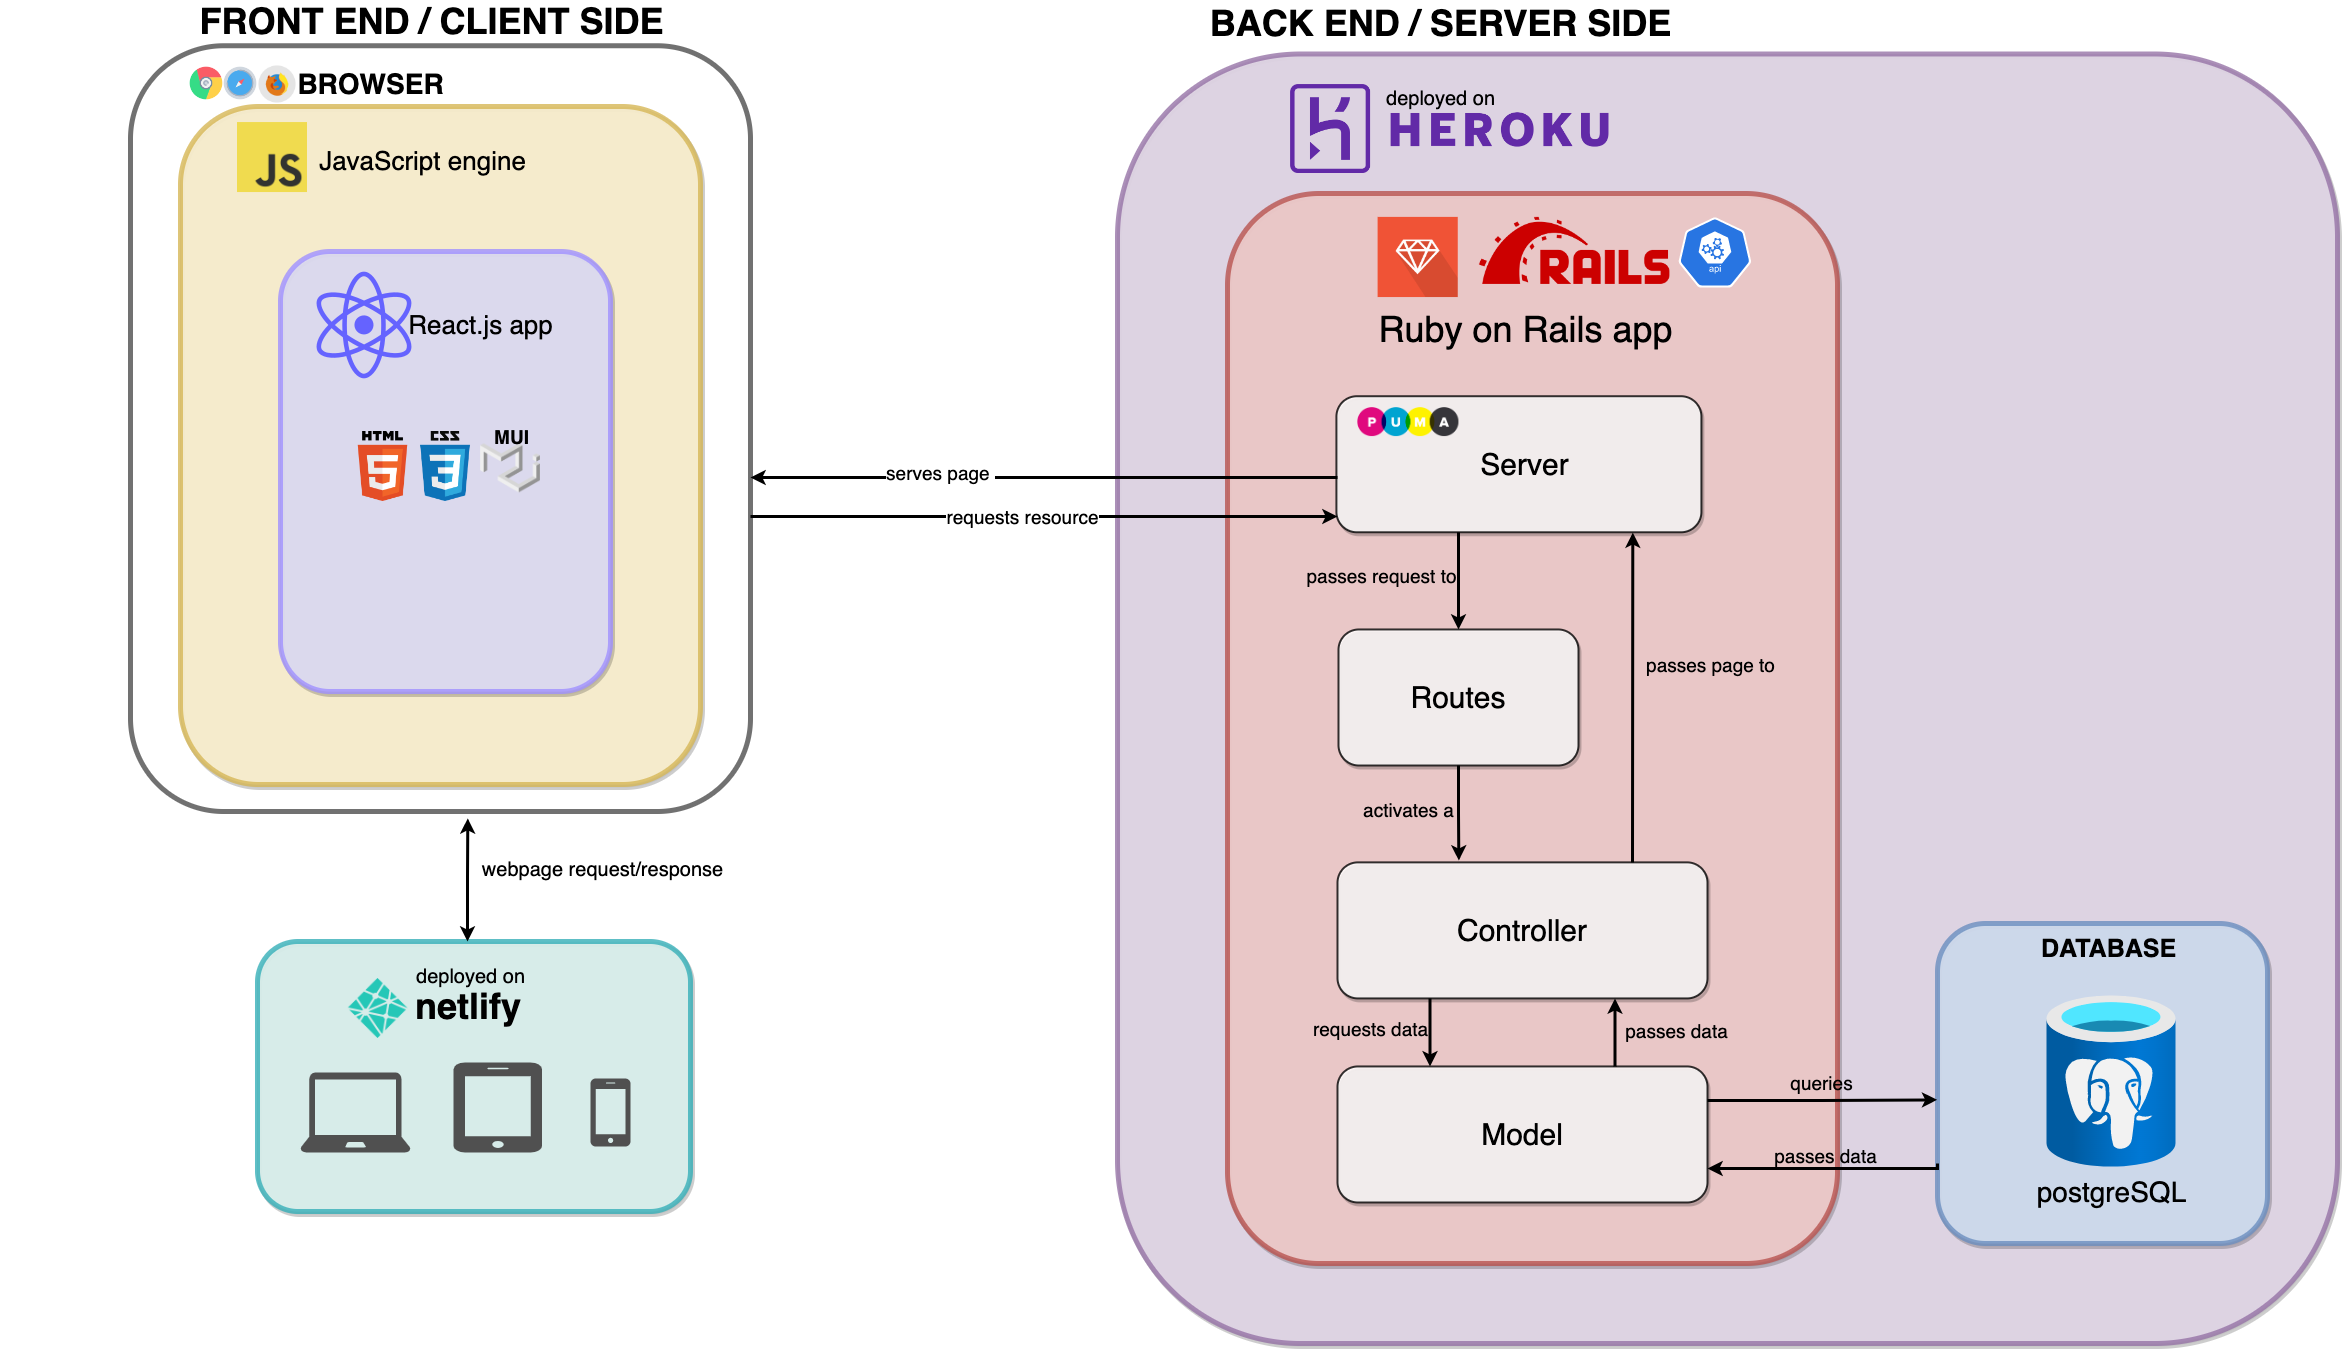 FRONT END / CLIENT SIDE
BROWSER
JS
JavaScript engine
React.js app
HTML
CSS
MUI
5
3
webpage request/response
deployed on
netlify
serves page
requests resource
BACK END / SERVER SIDE
deployed on
HEROKU
RAILS
api
Ruby on Rails app
PUMA
Server
passes request to
passes page to
Routes
activates a
Controller
requests data
passes data
Model
queries
passes data
DATABASE
postgreSQL